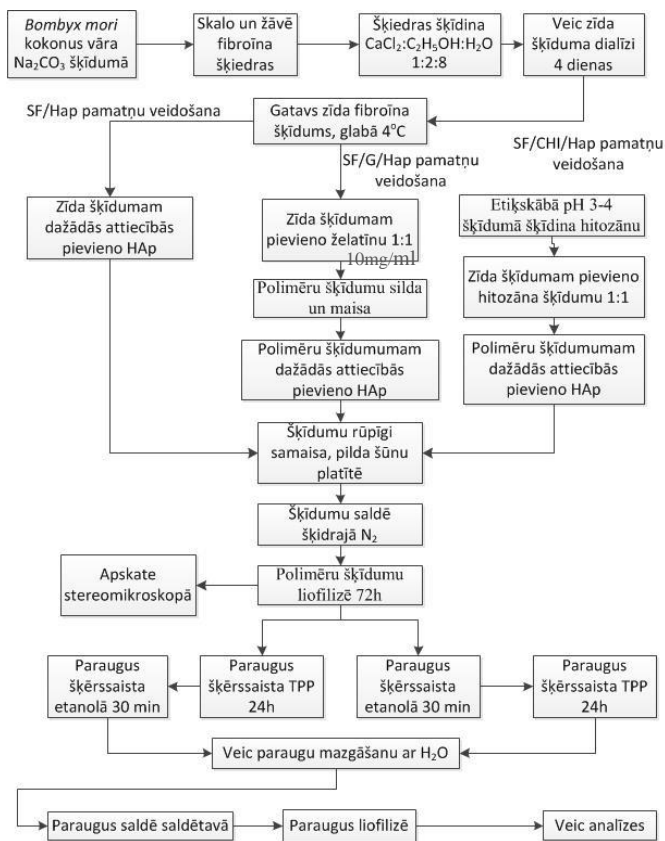 Bombyx mori
kokonus vāra
Na₂CO₃ šķīdumā
Skalo un žāvē
fibroīna
šķiedras
Šķiedras šķīdina
CaCl₂:C₂H₅OH:H₂O
1:2:8
Veic zīda
šķīduma dialīzi
4 dienas
SF/Hap pamatņu
veidošana
Gatavs zīda fibroīna
šķīdums, glabā 4°C
SF/G/Hap pamatņu
veidošana
SF/CHI/Hap pamatņu
veidošana
Zīda šķīdumam
dažādās attiecībās
pievieno HAp
Zīda šķīdumam
pievieno želatīnu 1:1
10mg/ml
Polimēru šķīdumu silda
un maisa
Polimēru šķīdumumam
dažādās attiecībās
pievieno HAp
Etiķskābā pH 3-4
šķīdumā šķīdina hitozānu
Zīda šķīdumam pievieno
hitozāna šķīdumu 1:1
Polimēru šķīdumumam
dažādās attiecībās
pievieno HAp
Šķīdumu rūpīgi
samaisa, pilda šūnu
platītē
Šķīdumu saldē
šķidrajā N₂
Polimēru šķīdumu
liofilizē 72h
Apskate
stereomikroskopā
Paraugus
šķērssaista
etanolā 30 min
Paraugus
šķērssaista TPP
24h
Paraugus
šķērssaista
etanolā 30 min
Paraugus
šķērssaista TPP
24h
Veic paraugu mazgāšanu ar H₂O
Paraugus saldē saldētavā
Paraugus liofilizē
Veic analīzes